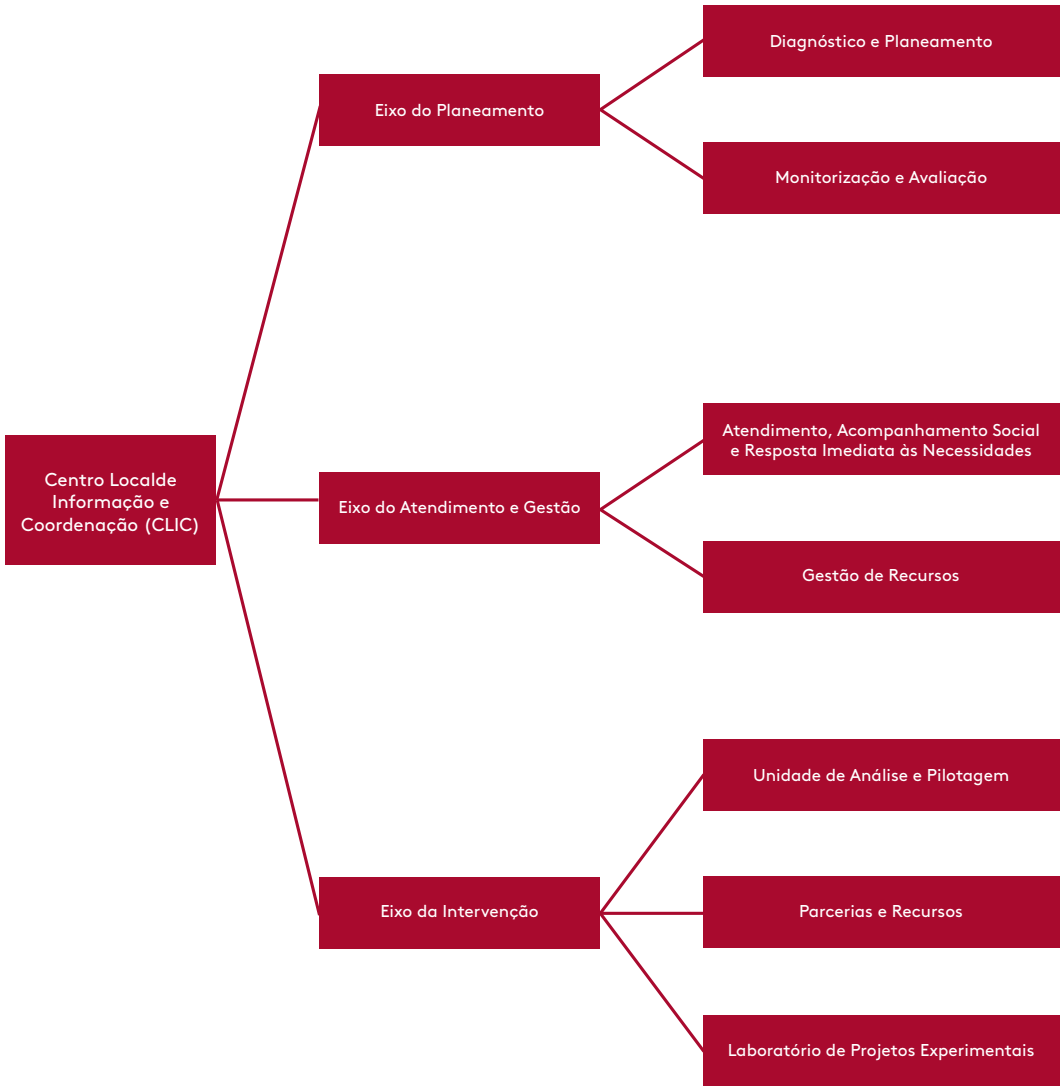 Diagnóstico e Planeamento
Eixo do Planeamento
Monitorização e Avaliação
Centro Localde
Informação e
Coordenação (CLIC)
Atendimento, Acompanhamento Social
e Resposta Imediata às Necessidades
Eixo do Atendimento e Gestão
Gestão de Recursos
Unidade de Análise e Pilotagem
Eixo da Intervenção
Parcerias e Recursos
Laboratório de Projetos Experimentais